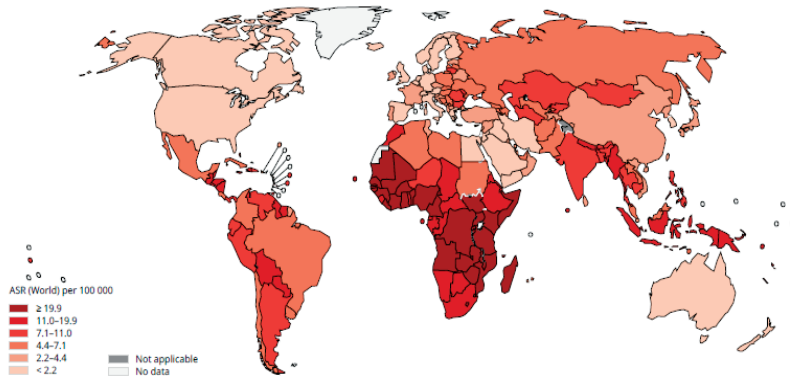 ASR (World) per 100 000
≥ 19.9
11.0–19.9
7.1–11.0
4.4–7.1
2.2–4.4
< 2.2
Not applicable
No data